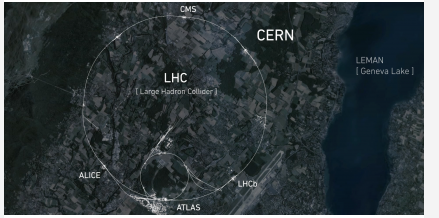 CMS
CERN
LHC
[ Large Hadron Collider ]
LEMAN
[ Geneva Lake ]
ALICE
LHCb
ATLAS